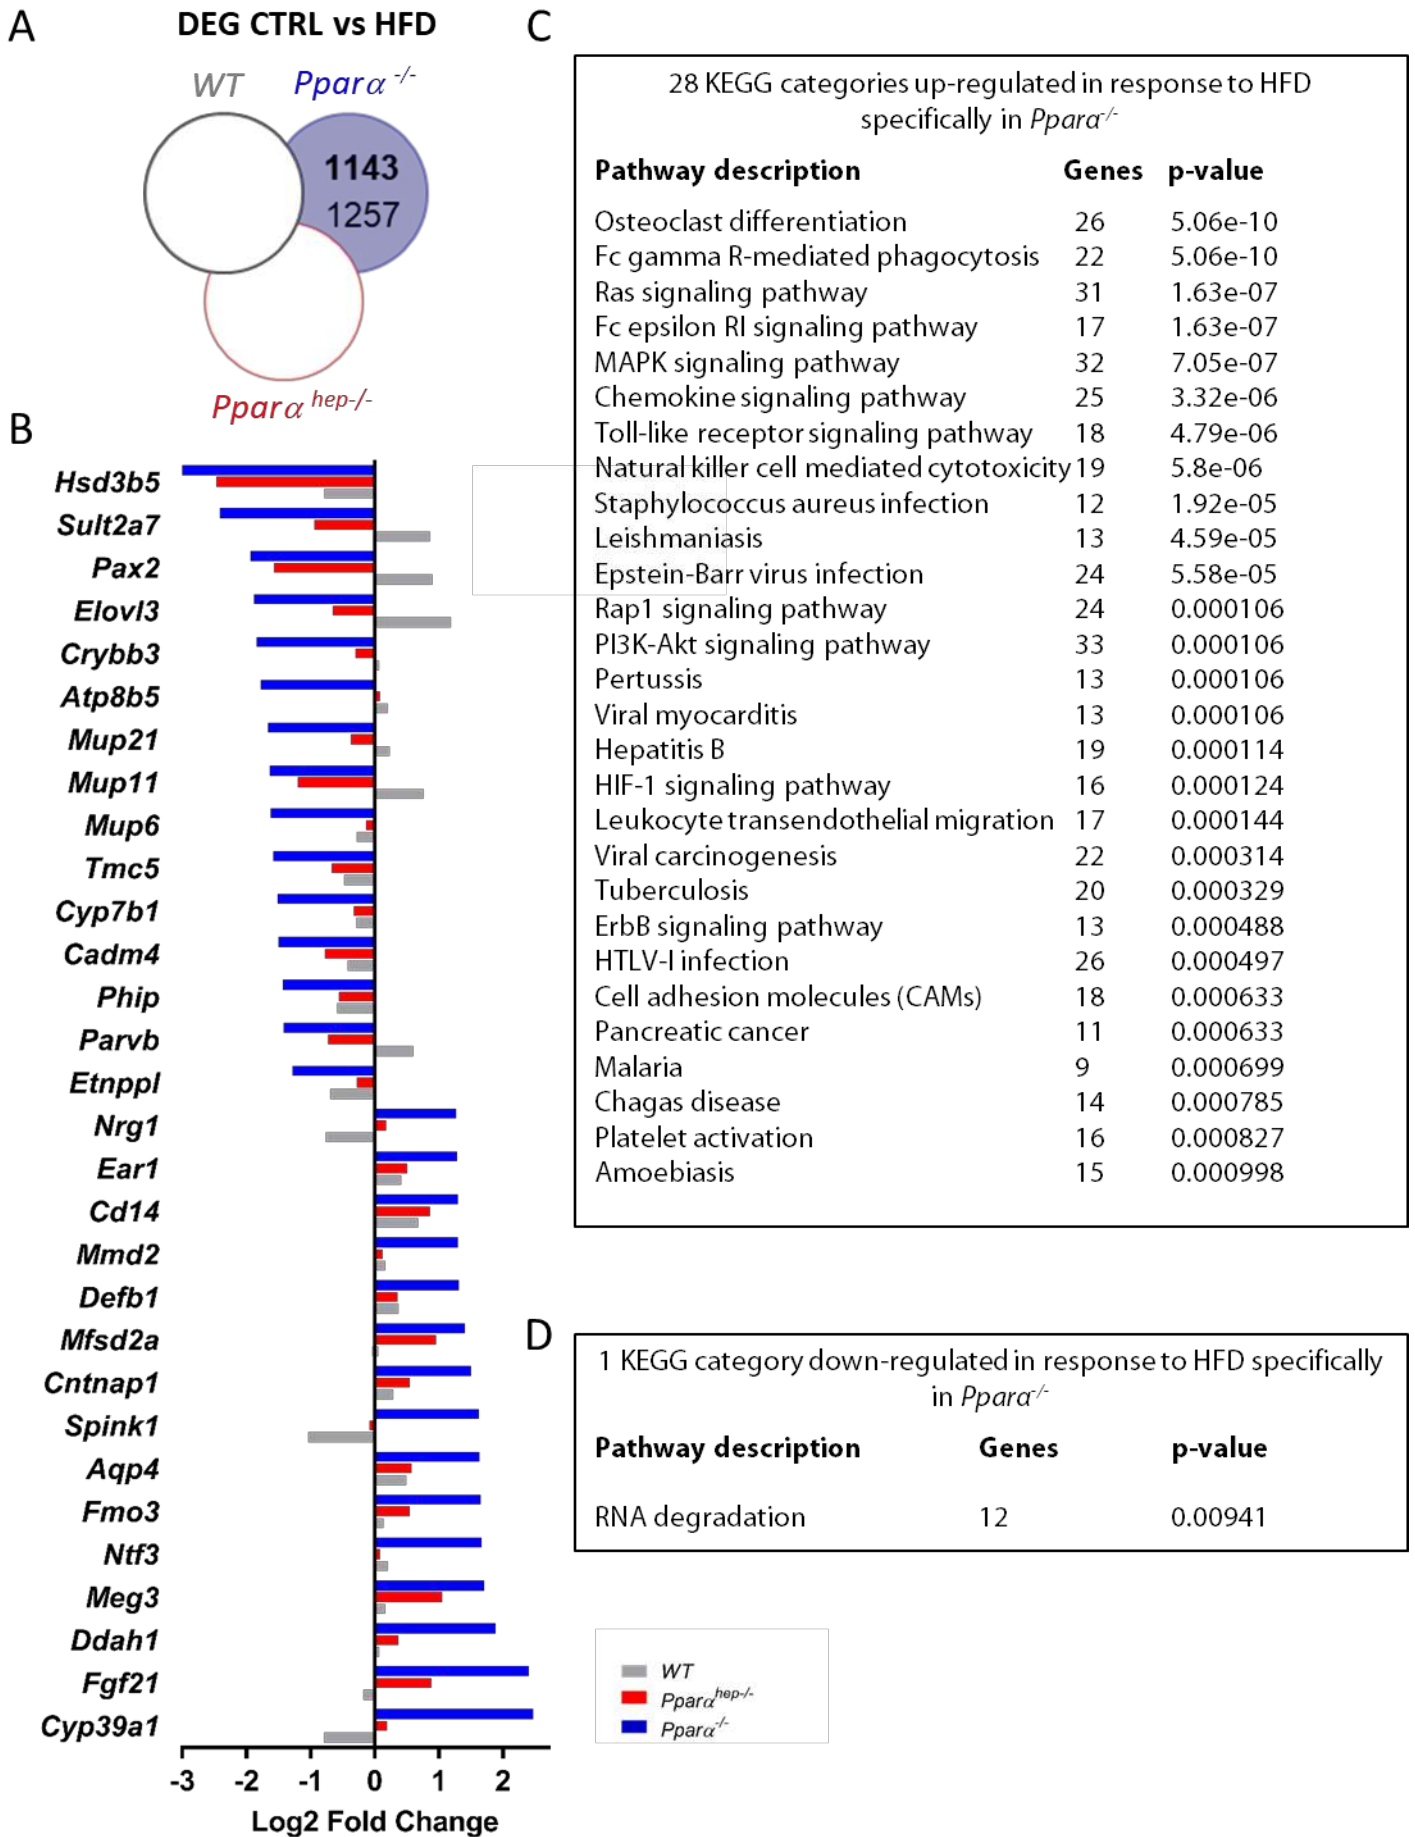 A
DEG CTRL vs HFD
WT
Pparα -/-
1143
1257
Pparα hep-/-
B
Hsd3b5
Sult2a7
Pax2
Elovl3
Crybb3
Atp8b5
Mup21
Mup11
Mup6
Tmc5
Cyp7b1
Cadm4
Phip
Parvb
Etnppl
Nrg1
Ear1
Cd14
Mmd2
Defb1
Mfsd2a
Cntnap1
Spink1
Aqp4
Fmo3
Ntf3
Meg3
Ddah1
Fgf21
Cyp39a1
-3 -2 -1 0 1 2
Log2 Fold Change
C
28 KEGG categories up-regulated in response to HFD
specifically in Pparα-/-
Pathway description Genes p-value
Osteoclast differentiation 26 5.06e-10
Fc gamma R-mediated phagocytosis 22 5.06e-10
Ras signaling pathway 31 1.63e-07
Fc epsilon RI signaling pathway 17 1.63e-07
MAPK signaling pathway 32 7.05e-07
Chemokine signaling pathway 25 3.32e-06
Toll-like receptor signaling pathway 18 4.79e-06
Natural killer cell mediated cytotoxicity 19 5.8e-06
Staphylococcus aureus infection 12 1.92e-05
Leishmaniasis 13 4.59e-05
Epstein-Barr virus infection 24 5.58e-05
Rap1 signaling pathway 24 0.000106
PI3K-Akt signaling pathway 33 0.000106
Pertussis 13 0.000106
Viral myocarditis 13 0.000106
Hepatitis B 19 0.000114
HIF-1 signaling pathway 16 0.000124
Leukocyte transendothelial migration 17 0.000144
Viral carcinogenesis 22 0.000314
Tuberculosis 20 0.000329
ErbB signaling pathway 13 0.000488
HTLV-I infection 26 0.000497
Cell adhesion molecules (CAMs) 18 0.000633
Pancreatic cancer 11 0.000633
Malaria 9 0.000699
Chagas disease 14 0.000785
Platelet activation 16 0.000827
Amoebiasis 15 0.000998
D
1 KEGG category down-regulated in response to HFD specifically
in Pparα-/-
Pathway description Genes p-value
RNA degradation 12 0.00941
WT
Pparα hep-/-
Pparα -/-